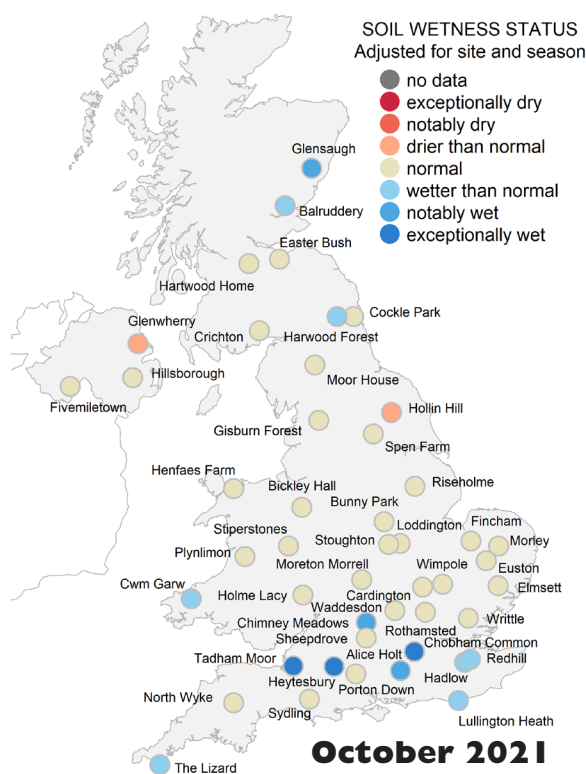 SOIL WETNESS STATUS
Adjusted for site and season
no data
exceptionally dry
notably dry
drier than normal
normal
wetter than normal
notably wet
exceptionally wet
Glensaugh
Balruddery
Easter Bush
Hartwood Home
Cockle Park
Glenwherry
Crichton
Harwood Forest
Hillsborough
Moor House
Fivemiletown
Hollin Hill
Gisburn Forest
Spen Farm
Henfaes Farm
Bickley Hall
Riseholme
Bunny Park
Loddington
Fincham
Stiperstones
Stoughton
Morley
Plynlimon
Moreton Morrell
Wimpole
Euston
Cwm Garw
Holme Lacy
Cardington
Elmsett
Waddesdon
Chimney Meadows
Writtle
Sheepdrove
Rothamsted
Chobham Common
Tadham Moor
Alice Holt
Redhill
Heytesbury
Hadlow
Porton Down
North Wyke
Sydling
Lullington Heath
The Lizard
October 2021